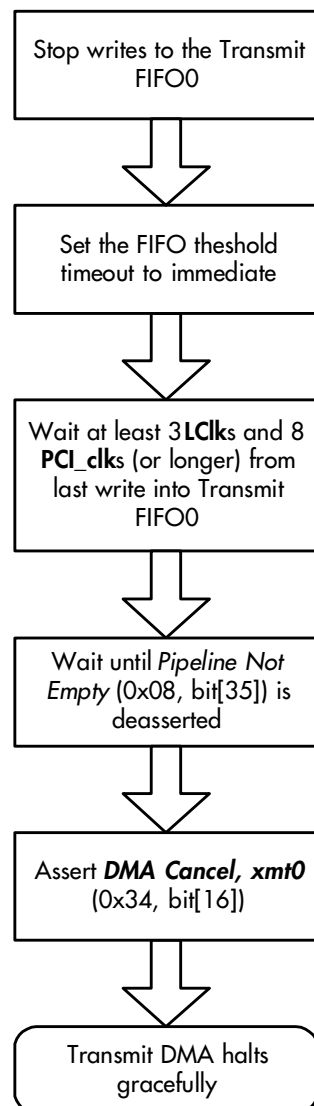 Stop writes to the Transmit
FIFO0
Set the FIFO theshold
timeout to immediate
Wait at least 3 LClks and 8
PCI_clks (or longer) from
last write into Transmit
FIFO0
Wait until Pipeline Not
Empty (0x08, bit[35]) is
deasserted
Assert DMA Cancel, xmt0
(0x34, bit[16])
Transmit DMA halts
gracefully